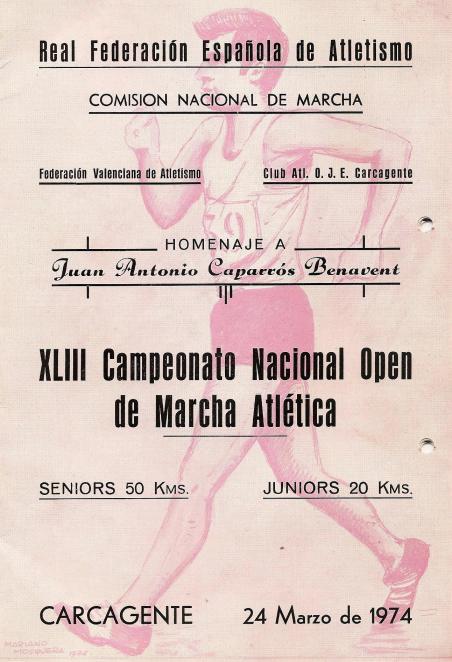 Real Federación Española de Atletismo
COMISION NACIONAL DE MARCHA
Federación Valenciana de Atletismo
Club Atl. O. J. E. Carcagente
HOMENAJE A
Juan Antonio Caparrós Benavent
XLIII Campeonato Nacional Open
de Marcha Atlética
SENIORS 50 KMS.
JUNIORS 20 KMS.
CARCAGENTE
24 Marzo de 1974
MARIANO
MOSQUERA